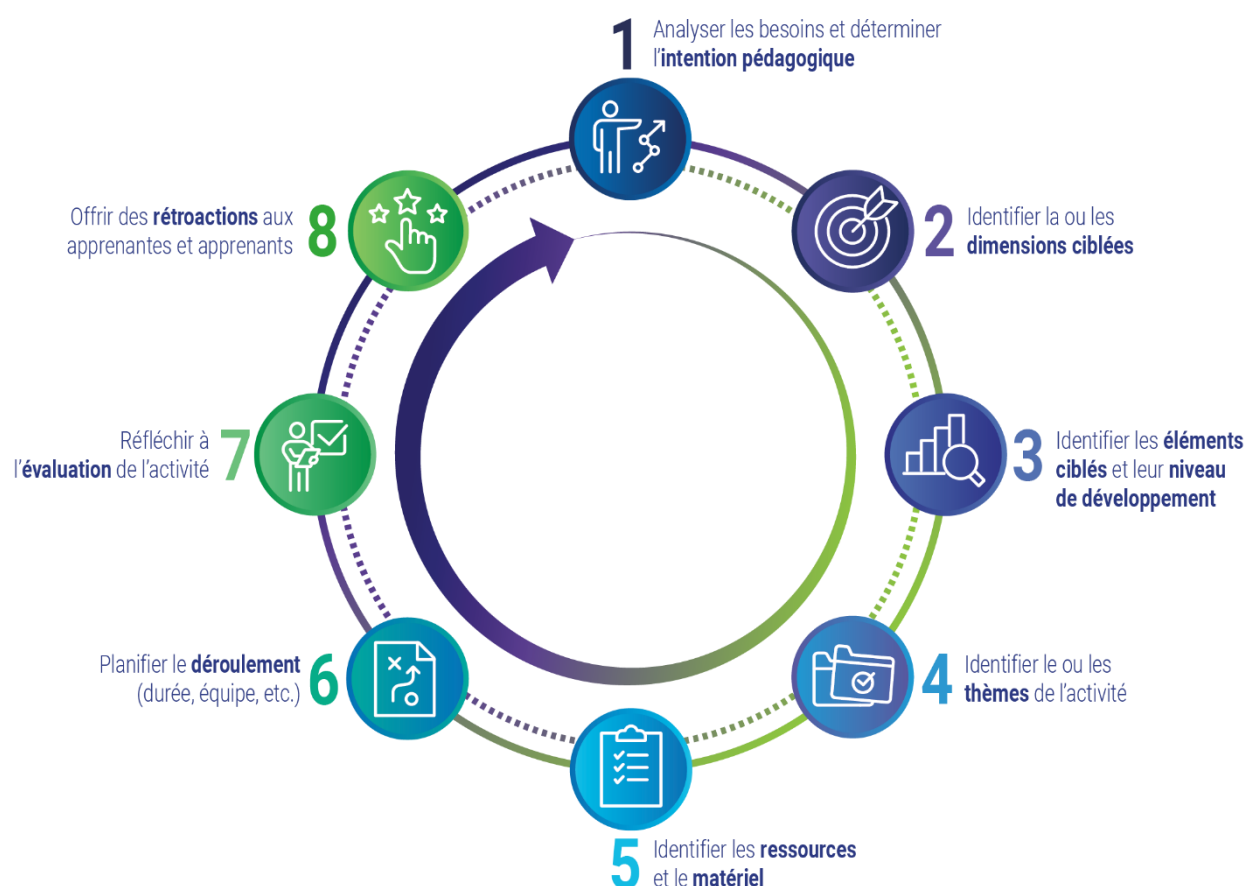 1 Analyser les besoins et déterminer
l'intention pédagogique
2 Identifier la ou les
dimensions ciblées
3 Identifier les éléments
ciblés et leur niveau
de développement
4 Identifier le ou les
thèmes de l'activité
5 Identifier les ressources
et le matériel
Planifier le déroulement
(durée, équipe, etc.) 6
Réfléchir à
l'évaluation de l'activité 7
Offrir des rétroactions aux
apprenantes et apprenants 8